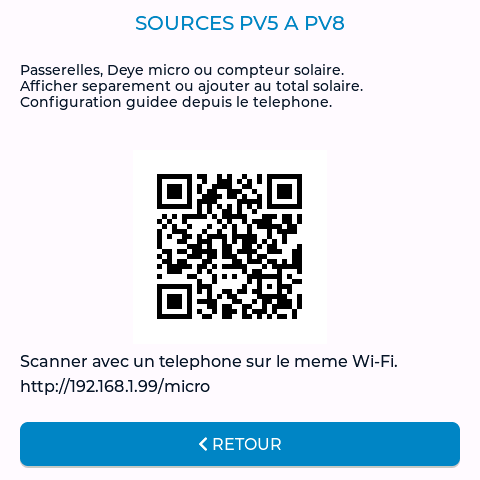 SOURCES PV5 A PV8
Passerelles, Deye micro ou compteur solaire.
Afficher separement ou ajouter au total solaire.
Configuration guidee depuis le telephone.
Scanner avec un telephone sur le meme Wi-Fi.
http://192.168.1.99/micro
RETOUR